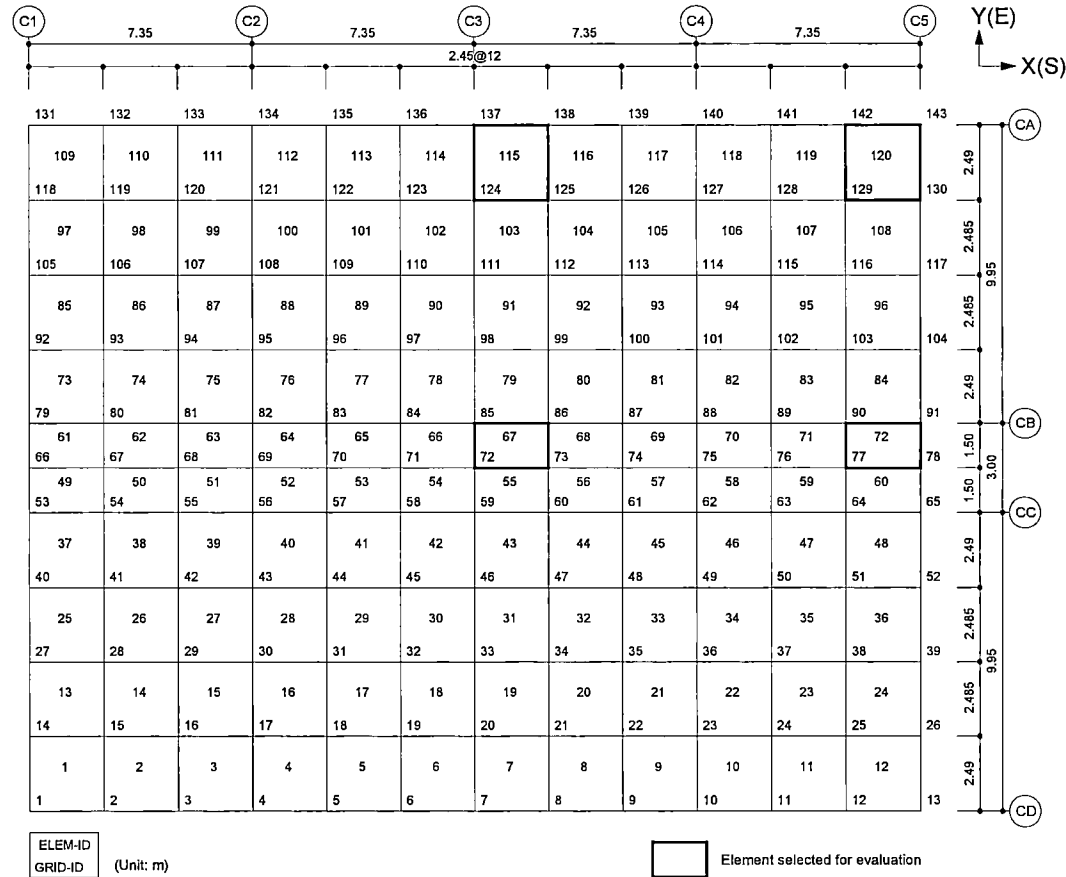 C1 C2 C3 C4 C5 Y(E)
7.35 7.35 7.35 7.35
2.45@12
X(S)
131 132 133 134 135 136 137 138 139 140 141 142 143
CA
109 110 111 112 113 114 115 116 117 118 119 120
2.49
118 119 120 121 122 123 124 125 126 127 128 129 130
97 98 99 100 101 102 103 104 105 106 107 108
2.485
105 106 107 108 109 110 111 112 113 114 115 116 117
9.95
85 86 87 88 89 90 91 92 93 94 95 96
2.485
92 93 94 95 96 97 98 99 100 101 102 103 104
73 74 75 76 77 78 79 80 81 82 83 84
2.49
79 80 81 82 83 84 85 86 87 88 89 90 91
CB
61 62 63 64 65 66 67 68 69 70 71 72
1.50
66 67 68 69 70 71 72 73 74 75 76 77 78
3.00
49 50 51 52 53 54 55 56 57 58 59 60
1.50
53 54 55 56 57 58 59 60 61 62 63 64 65
CC
37 38 39 40 41 42 43 44 45 46 47 48
2.49
40 41 42 43 44 45 46 47 48 49 50 51 52
25 26 27 28 29 30 31 32 33 34 35 36
2.485
27 28 29 30 31 32 33 34 35 36 37 38 39
9.95
13 14 15 16 17 18 19 20 21 22 23 24
2.485
14 15 16 17 18 19 20 21 22 23 24 25 26
1 2 3 4 5 6 7 8 9 10 11 12
2.49
1 2 3 4 5 6 7 8 9 10 11 12 13
CD
ELEM-ID
GRID-ID
(Unit: m)
Element selected for evaluation